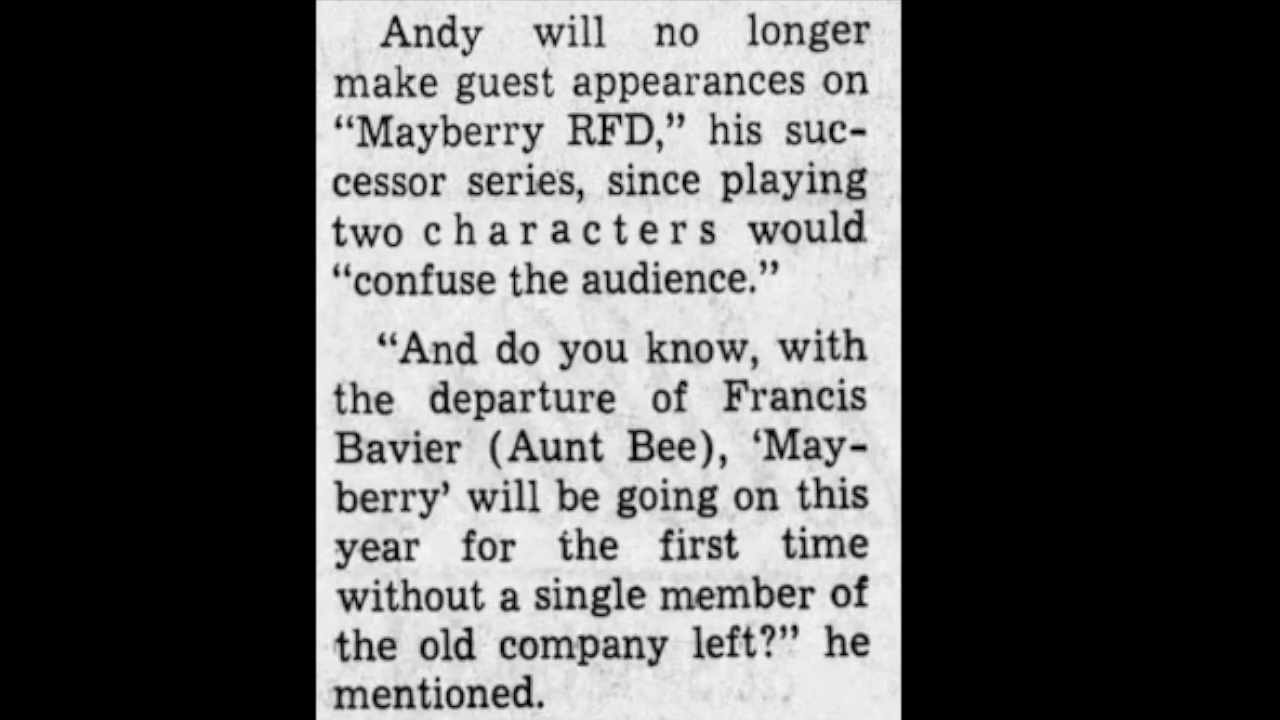 Andy will no longer
make guest appearances on
“Mayberry RFD,” his suc-
cessor series, since playing
two characters would
“confuse the audience.”
“And do you know, with
the departure of Francis
Bavier (Aunt Bee), ‘May-
berry’ will be going on this
year for the first time
without a single member of
the old company left?” he
mentioned.